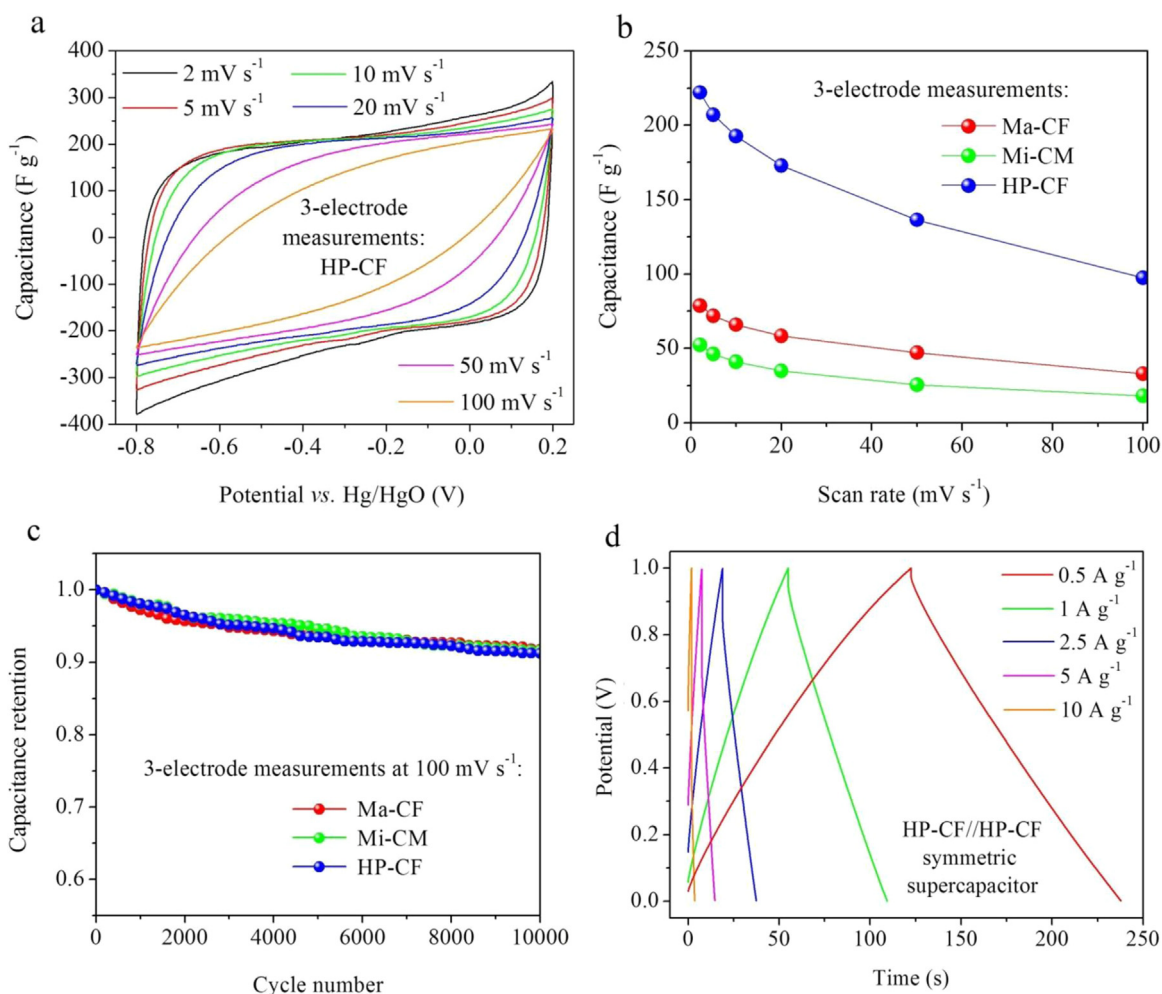 a
400
300
200
100
0
-100
-200
-300
-400
Capacitance (F g⁻¹)
2 mV s⁻¹
5 mV s⁻¹
10 mV s⁻¹
20 mV s⁻¹
3-electrode
measurements:
HP-CF
50 mV s⁻¹
100 mV s⁻¹
-0.8
-0.6
-0.4
-0.2
0.0
0.2
Potential vs. Hg/HgO (V)
b
250
225
200
175
150
125
100
75
50
25
0
Capacitance (F g⁻¹)
3-electrode measurements:
Ma-CF
Mi-CM
HP-CF
0
20
40
60
80
100
Scan rate (mV s⁻¹)
c
1.0
0.9
0.8
0.7
0.6
Capacitance retention
3-electrode measurements at 100 mV s⁻¹:
Ma-CF
Mi-CM
HP-CF
0
2000
4000
6000
8000
10000
Cycle number
d
1.0
0.8
0.6
0.4
0.2
0.0
Potential (V)
0.5 A g⁻¹
1 A g⁻¹
2.5 A g⁻¹
5 A g⁻¹
10 A g⁻¹
HP-CF//HP-CF
symmetric
supercapacitor
0
50
100
150
200
250
Time (s)